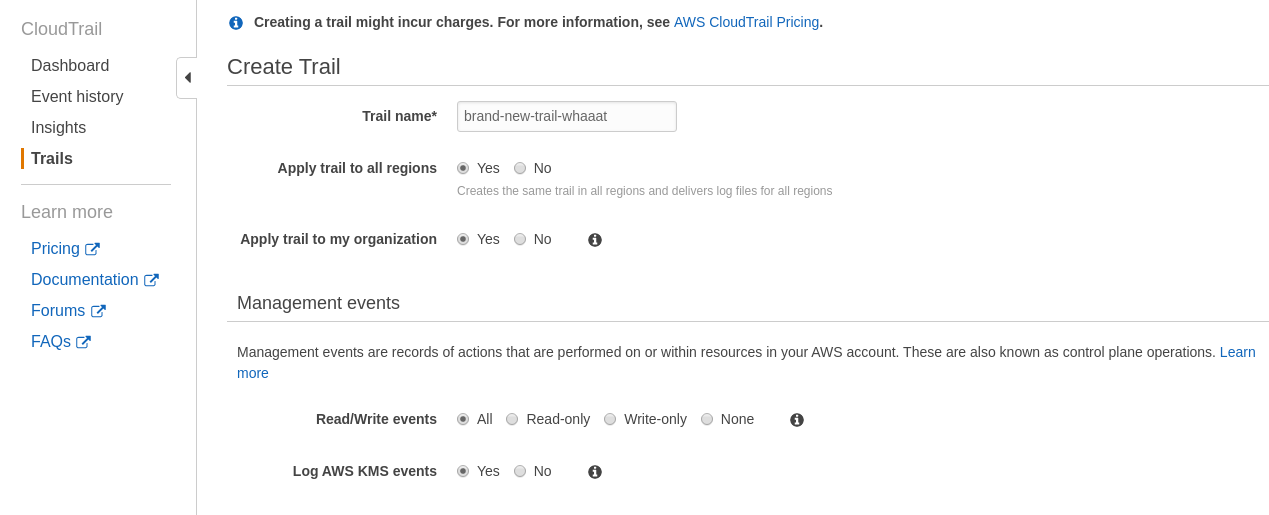 CloudTrail
Dashboard
Event history
Insights
Trails
Learn more
Pricing
Documentation
Forums
FAQs
Creating a trail might incur charges. For more information, see AWS CloudTrail Pricing.
Create Trail
Trail name* brand-new-trail-whaaat
Apply trail to all regions Yes No
Creates the same trail in all regions and delivers log files for all regions
Apply trail to my organization Yes No
Management events
Management events are records of actions that are performed on or within resources in your AWS account. These are also known as control plane operations. Learn
more
Read/Write events All Read-only Write-only None
Log AWS KMS events Yes No